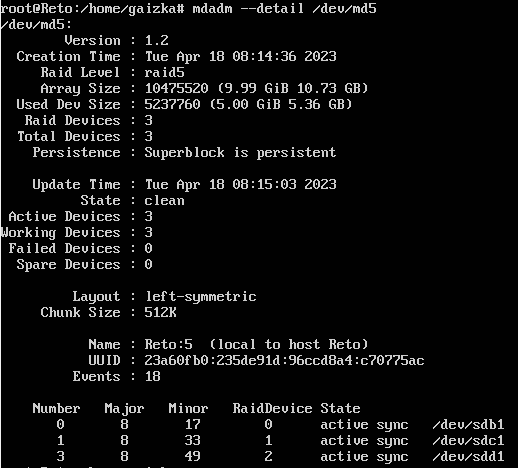 root@Reto:/home/gaizka# mdadm --detail /dev/md5
/dev/md5:
Version : 1.2
Creation Time : Tue Apr 18 08:14:36 2023
Raid Level : raid5
Array Size : 10475520 (9.99 GiB 10.73 GB)
Used Dev Size : 5237760 (5.00 GiB 5.36 GB)
Raid Devices : 3
Total Devices : 3
Persistence : Superblock is persistent
Update Time : Tue Apr 18 08:15:03 2023
State : clean
Active Devices : 3
Working Devices : 3
Failed Devices : 0
Spare Devices : 0
Layout : left-symmetric
Chunk Size : 512K
Name : Reto:5 (local to host Reto)
UUID : 23a60fb0:235de91d:96ccd8a4:c70775ac
Events : 18
Number Major Minor RaidDevice State
0 8 17 0 active sync /dev/sdb1
1 8 33 1 active sync /dev/sdc1
3 8 49 2 active sync /dev/sdd1